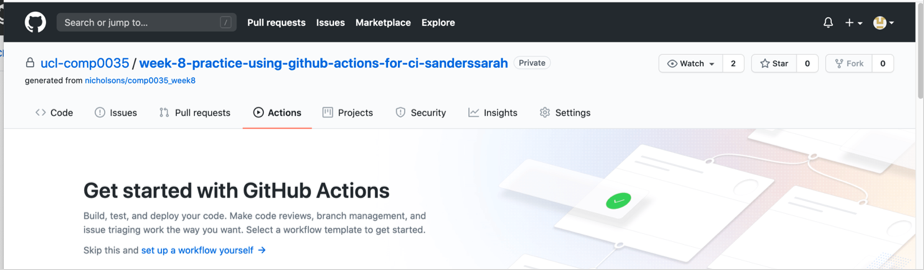 Search or jump to... / Pull requests Issues Marketplace Explore
ucl-comp0035 / week-8-practice-using-github-actions-for-ci-sanderssarah Private Watch 2 Star 0 Fork 0
generated from nicholsons/comp0035_week8
Code Issues Pull requests Actions Projects Security Insights Settings
Get started with GitHub Actions
Build, test, and deploy your code. Make code reviews, branch management, and
issue triaging work the way you want. Select a workflow template to get started.
Skip this and set up a workflow yourself →